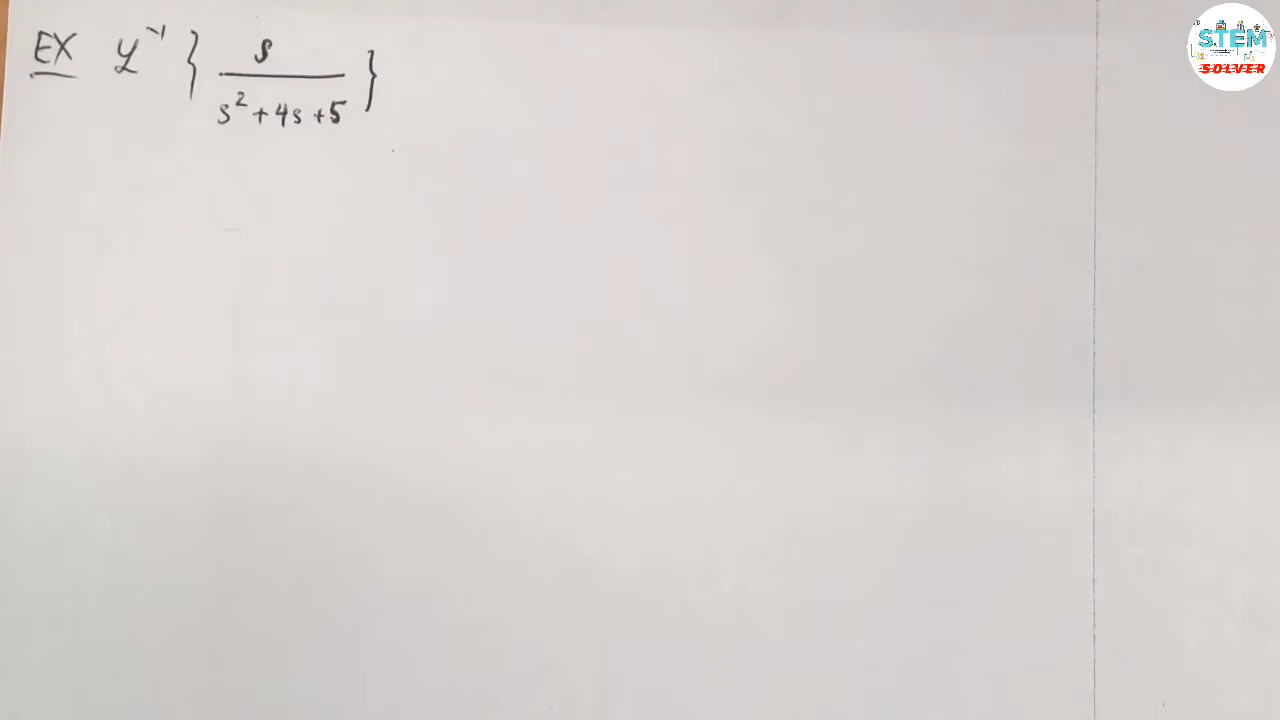 EX ℒ⁻¹ { s / (s² + 4s + 5) }
STEM
SOLVER